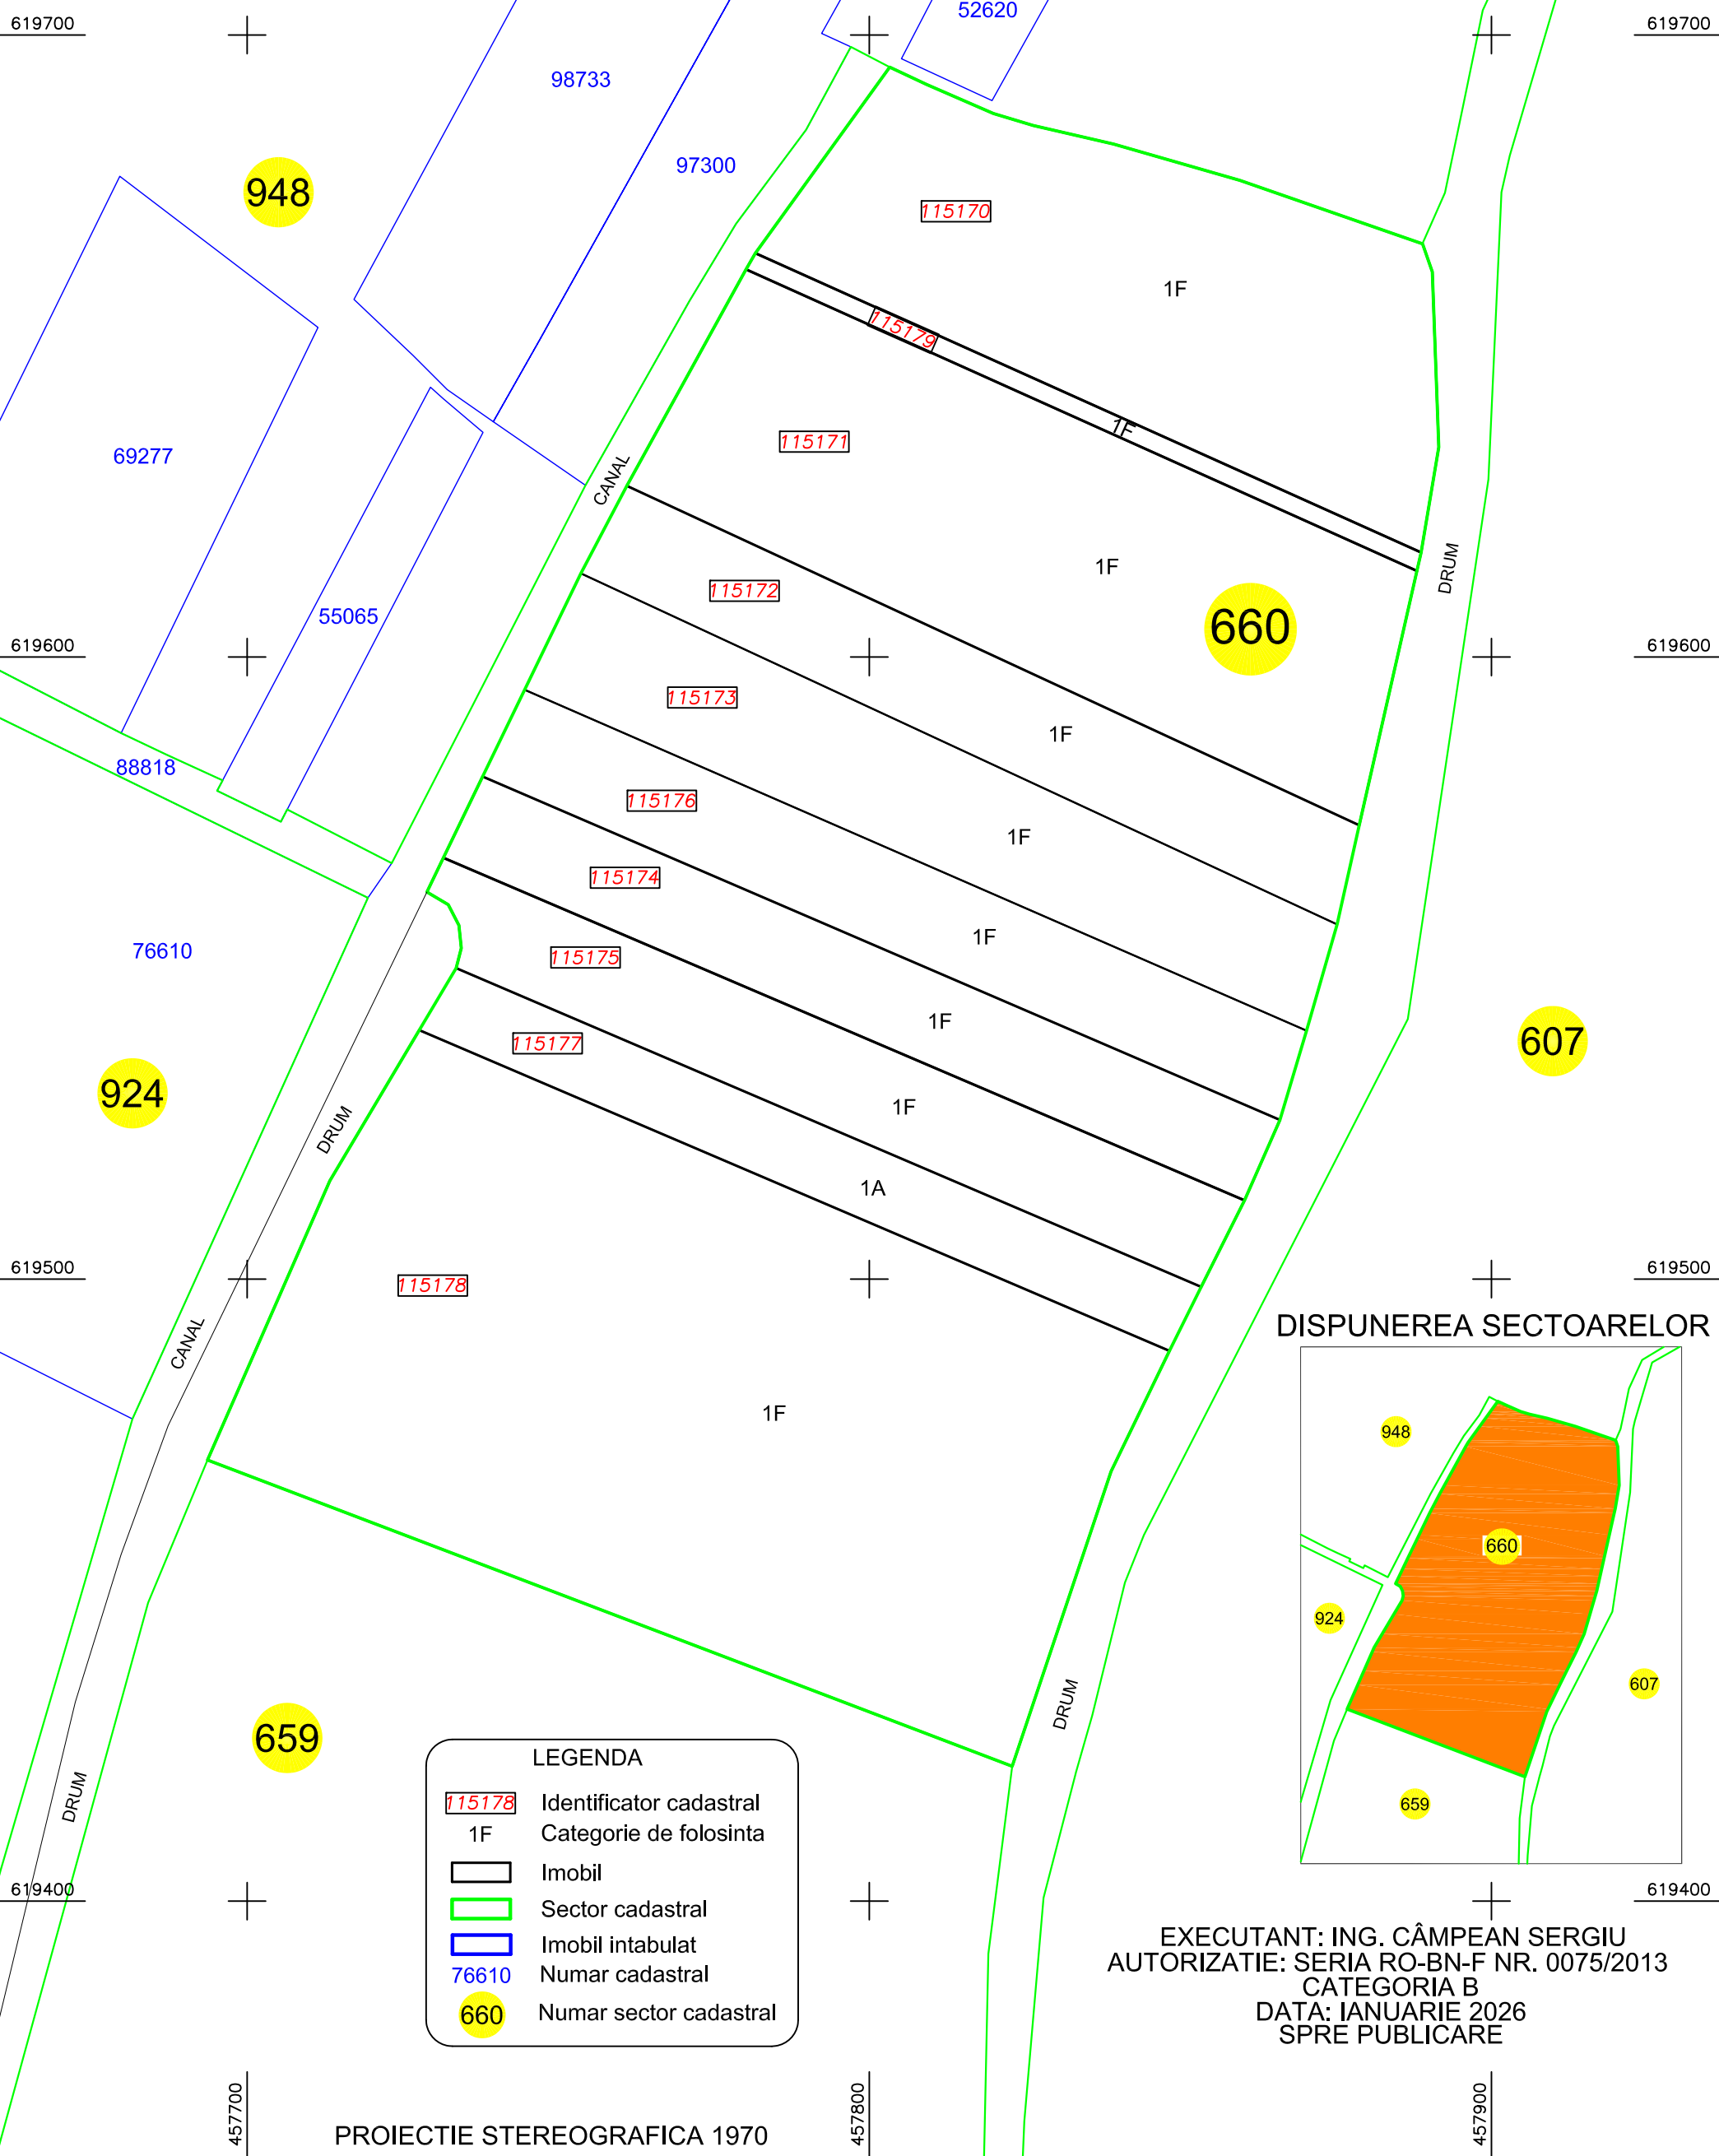 619700
52620
619700
98733
97300
948
115170
1F
115179
1F
115171
69277
CANAL
1F
DRUM
115172
55065
660
619600
619600
115173
1F
88818
115176
1F
115174
1F
76610
115175
1F
115177
607
924
1F
DRUM
1A
619500
115178
619500
CANAL
1F
DISPUNEREA SECTOARELOR
948
660
924
607
659
DRUM
659
DRUM
LEGENDA
115178 Identificator cadastral
1F Categorie de folosinta
Imobil
Sector cadastral
Imobil intabulat
76610 Numar cadastral
660 Numar sector cadastral
619400
619400
EXECUTANT: ING. CÂMPEAN SERGIU
AUTORIZATIE: SERIA RO-BN-F NR. 0075/2013
CATEGORIA B
DATA: IANUARIE 2026
SPRE PUBLICARE
457700
457800
457900
PROIECTIE STEREOGRAFICA 1970